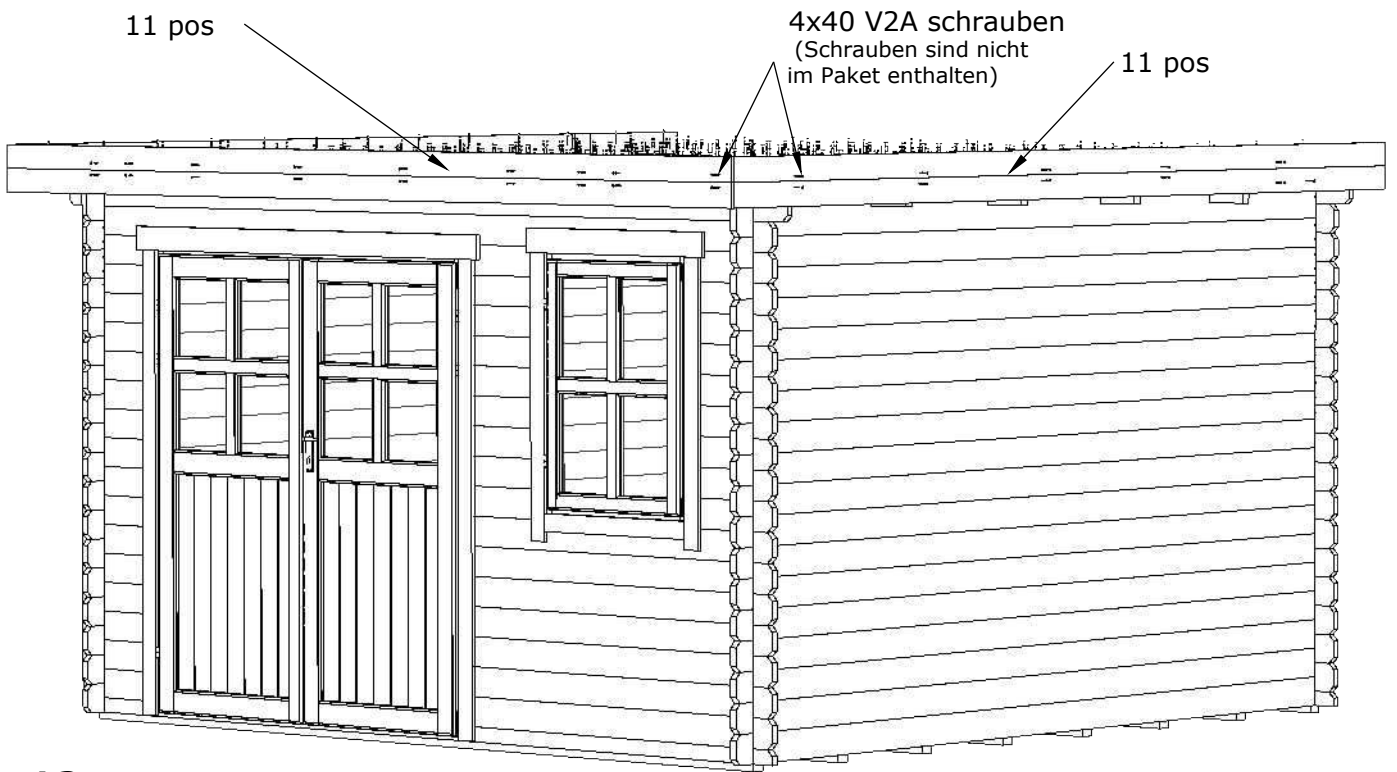 11 pos
4x40 V2A schrauben
(Schrauben sind nicht
im Paket enthalten)
11 pos